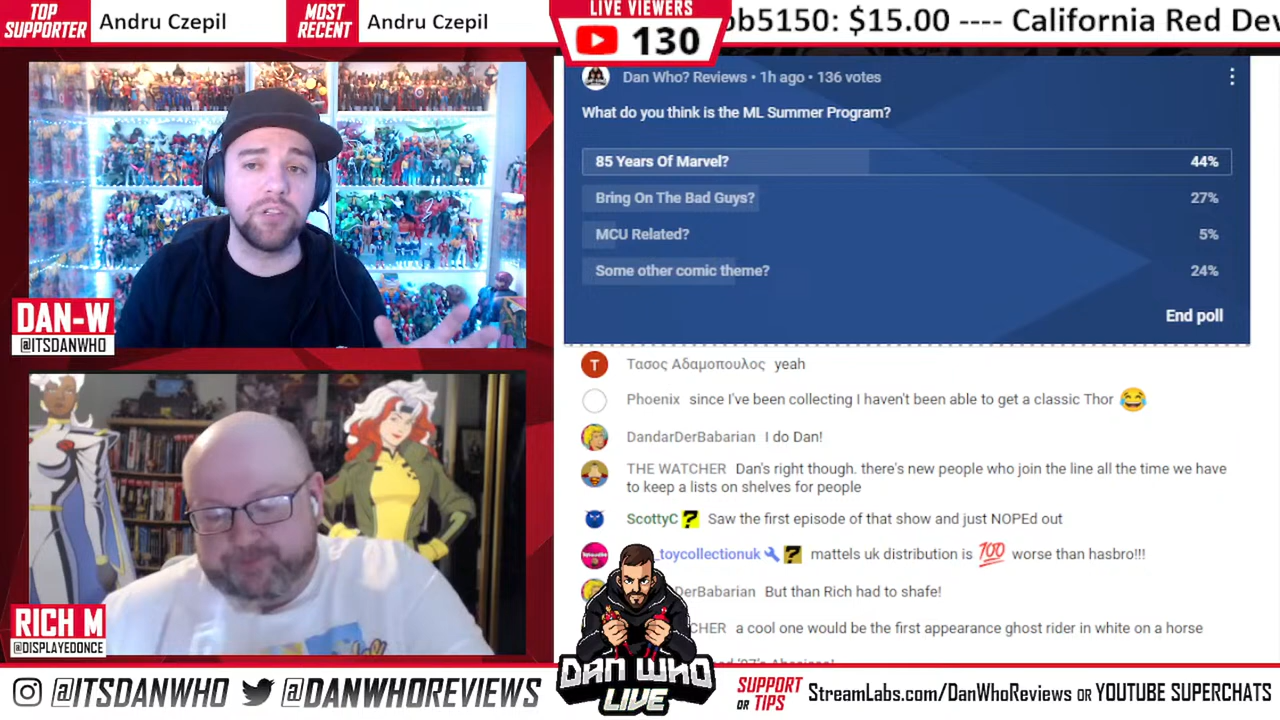 TOP
SUPPORTER
Andru Czepil
MOST
RECENT
Andru Czepil
LIVE VIEWERS
130
bb5150: $15.00 ---- California Red Dev
Dan Who? Reviews • 1h ago • 136 votes
What do you think is the ML Summer Program?
85 Years Of Marvel? 44%
Bring On The Bad Guys? 27%
MCU Related? 5%
Some other comic theme? 24%
End poll
DAN-W
@ITSDANWHO
T Τασος Αδαμοπουλος yeah
Phoenix since I've been collecting I haven't been able to get a classic Thor 😂
DandarDerBabarian I do Dan!
THE WATCHER Dan's right though. there's new people who join the line all the time we have
to keep a lists on shelves for people
ScottyC ? Saw the first episode of that show and just NOPEd out
_toycollectionuk 🔧 ? mattels uk distribution is 💯 worse than hasbro!!!
DerBabarian But than Rich had to shafe!
CHER a cool one would be the first appearance ghost rider in white on a horse
RICH M
@DISPLAYEDONCE
DAN WHO
LIVE
@ITSDANWHO
@DANWHOREVIEWS
SUPPORT
OR TIPS
StreamLabs.com/DanWhoReviews OR YOUTUBE SUPERCHATS